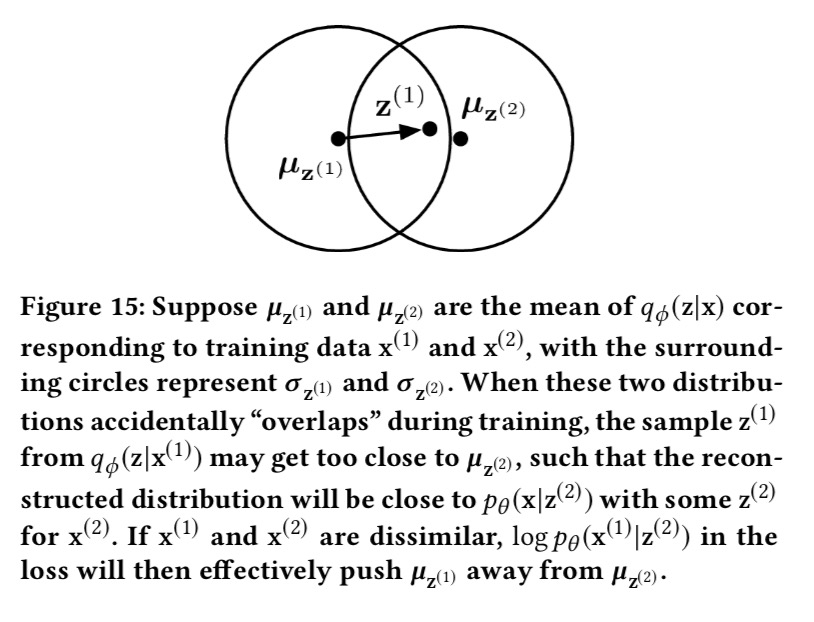 z(1)
μz(2)
μz(1)
Figure 15: Suppose μz(1) and μz(2) are the mean of qϕ(z|x) cor-
responding to training data x(1) and x(2), with the surround-
ing circles represent σz(1) and σz(2). When these two distribu-
tions accidentally “overlaps” during training, the sample z(1)
from qϕ(z|x(1)) may get too close to μz(2), such that the recon-
structed distribution will be close to pθ(x|z(2)) with some z(2)
for x(2). If x(1) and x(2) are dissimilar, log pθ(x(1)|z(2)) in the
loss will then effectively push μz(1) away from μz(2).